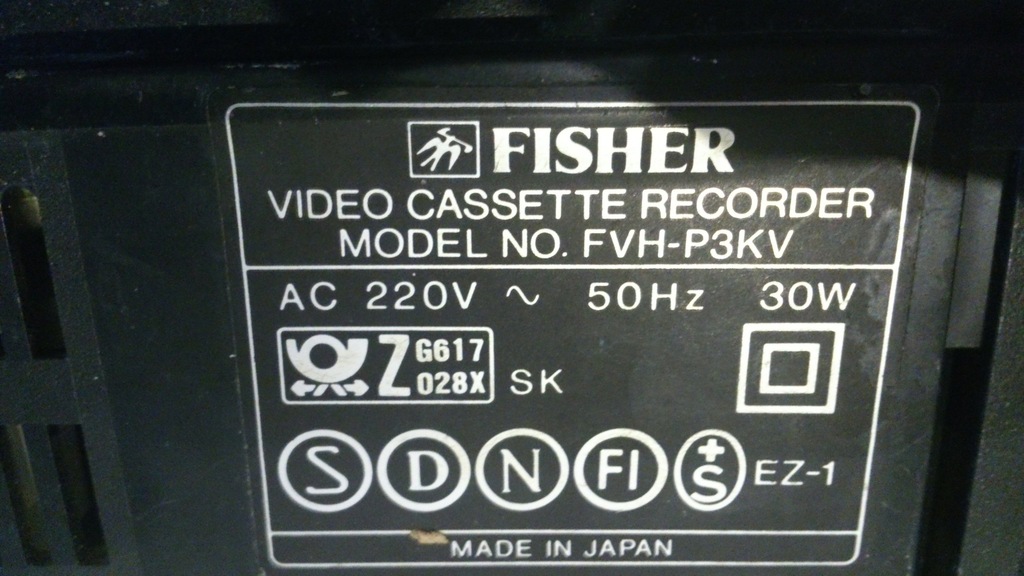 FISHER
VIDEO CASSETTE RECORDER
MODEL NO. FVH-P3KV
AC 220V ~ 50Hz 30W
Z G617
028X SK
S D N FI +S EZ-1
MADE IN JAPAN